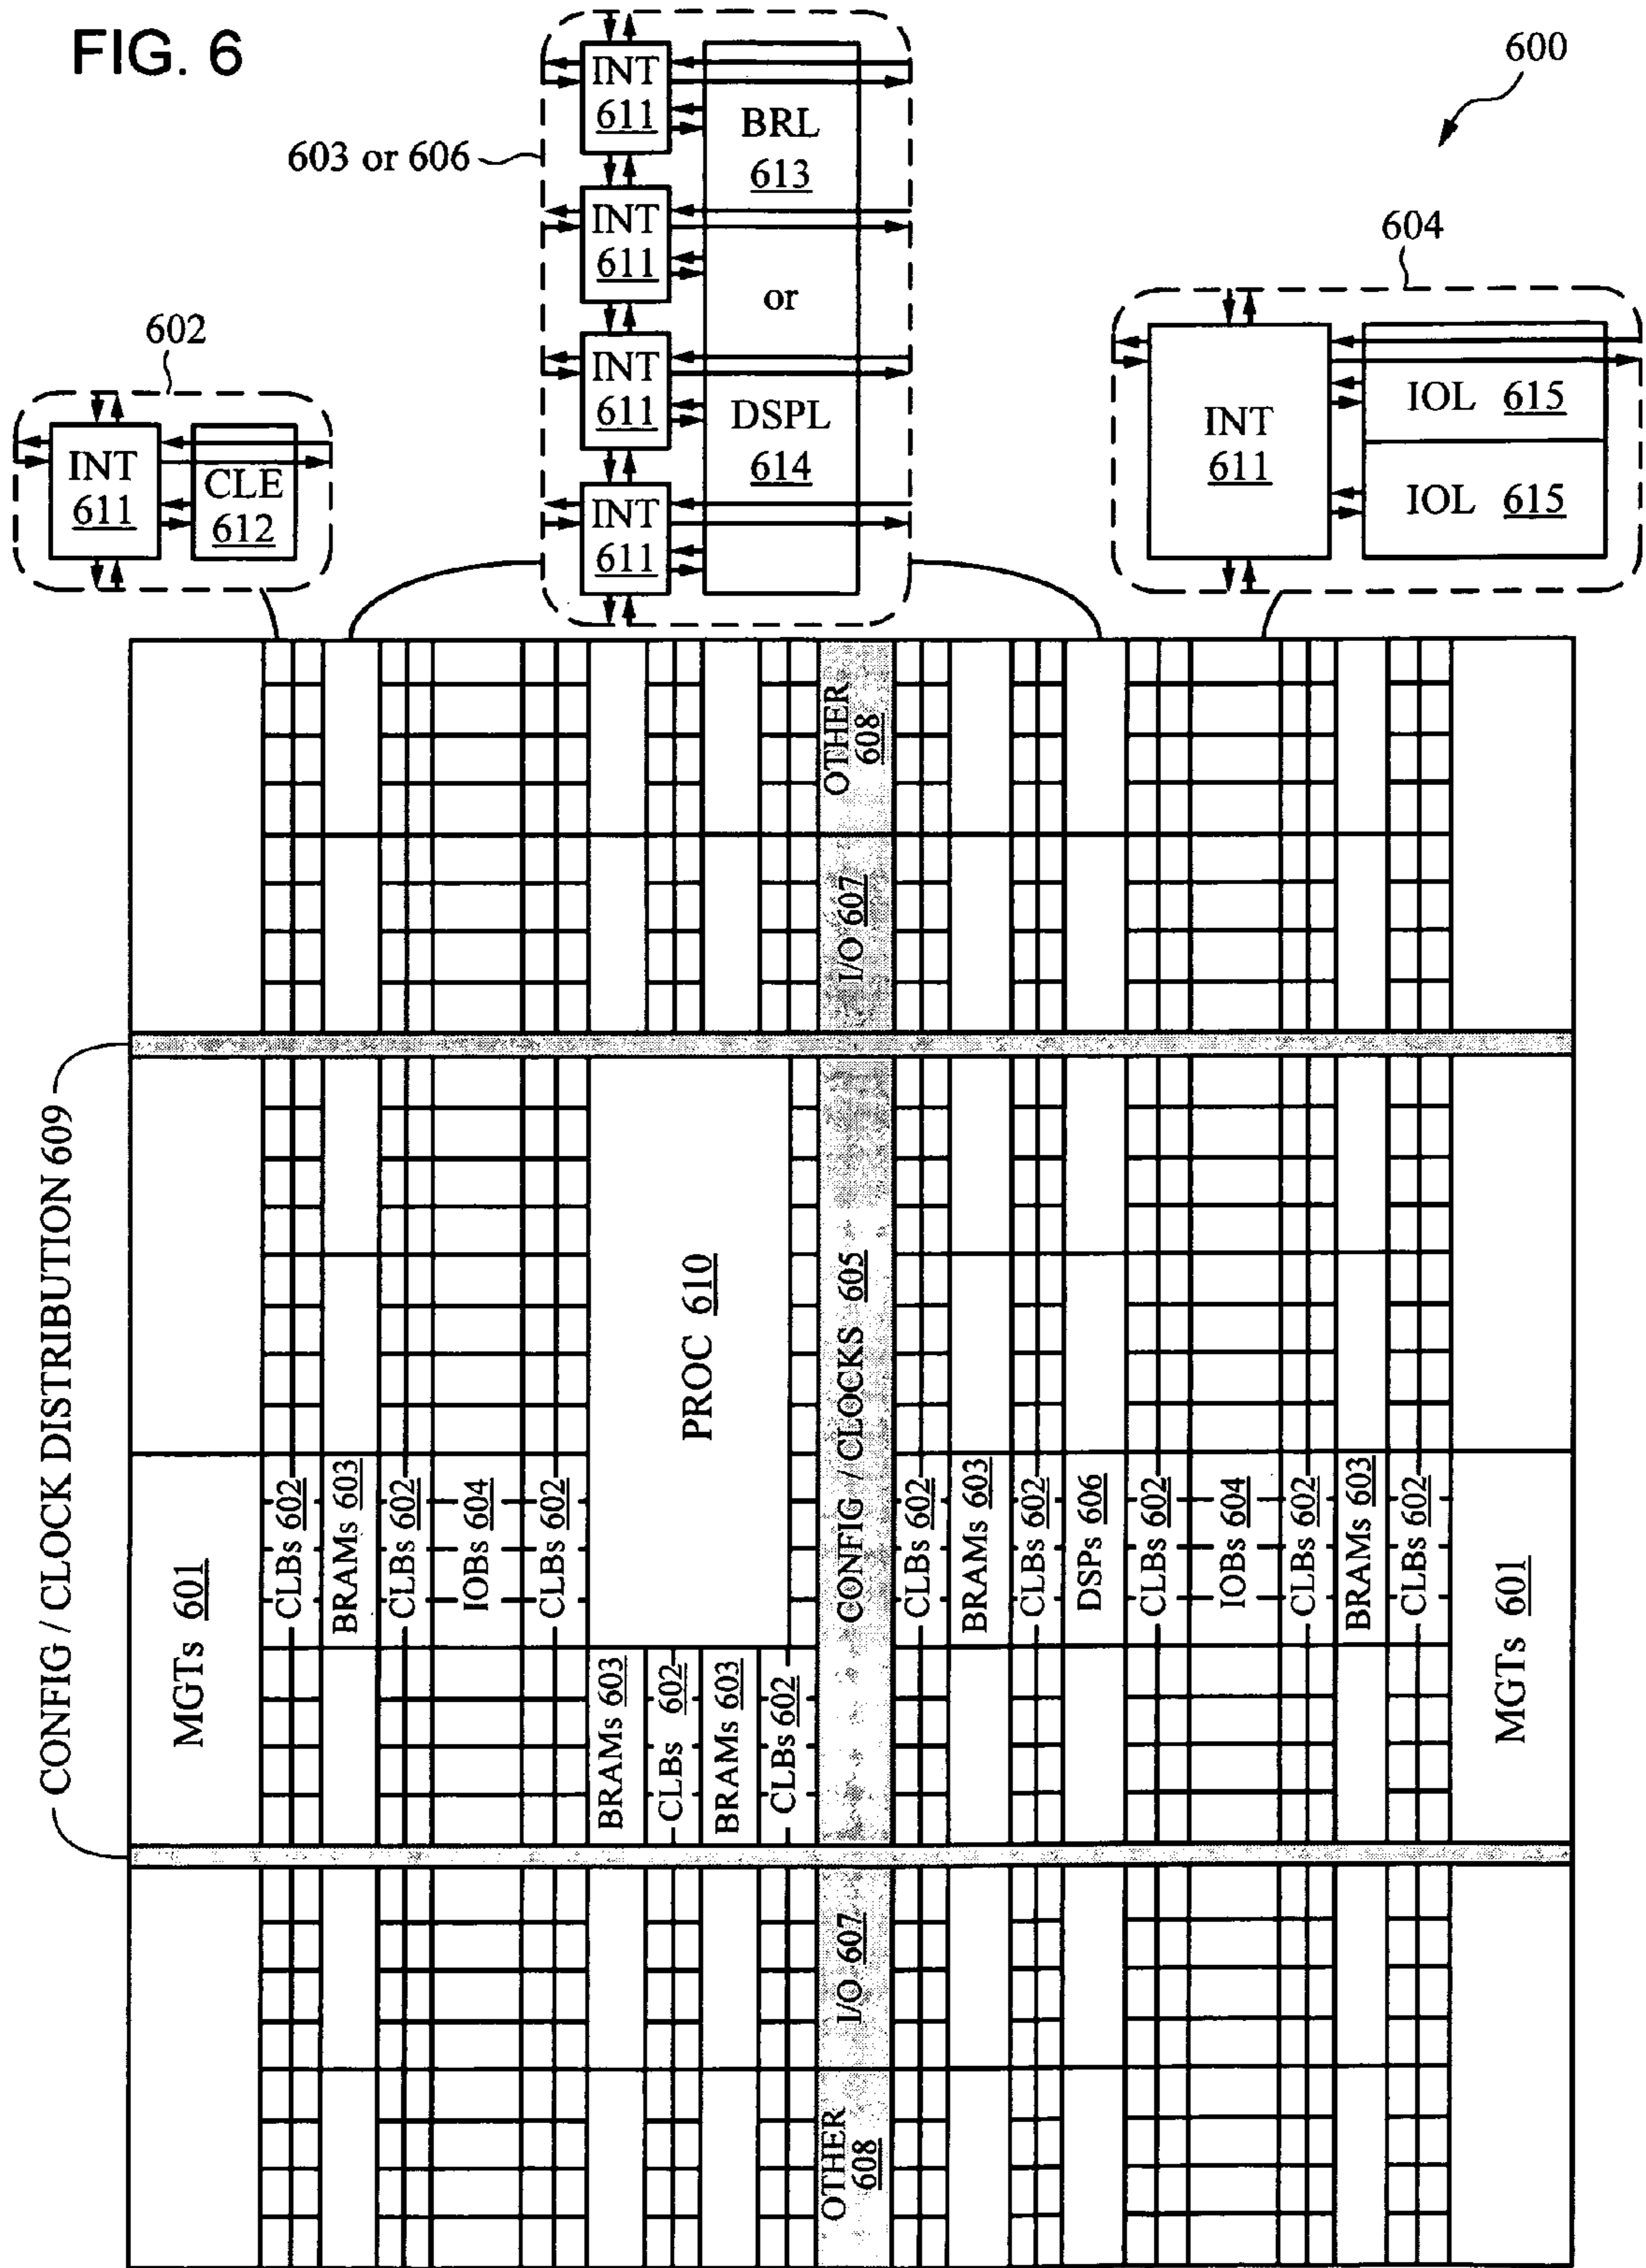 FIG. 6
600
603 or 606
INT
611
INT
611
INT
611
INT
611
BRL
613
or
DSPL
614
604
INT
611
IOL 615
IOL 615
602
INT
611
CLE
612
OTHER
608
I/O 607
CONFIG / CLOCK DISTRIBUTION 609
PROC 610
CONFIG / CLOCKS 605
MGTs 601
CLBs 602
BRAMs 603
CLBs 602
IOBs 604
CLBs 602
BRAMs 603
CLBs 602
BRAMs 603
CLBs 602
CLBs 602
BRAMs 603
CLBs 602
DSPs 606
CLBs 602
IOBs 604
CLBs 602
BRAMs 603
CLBs 602
MGTs 601
I/O 607
OTHER
608